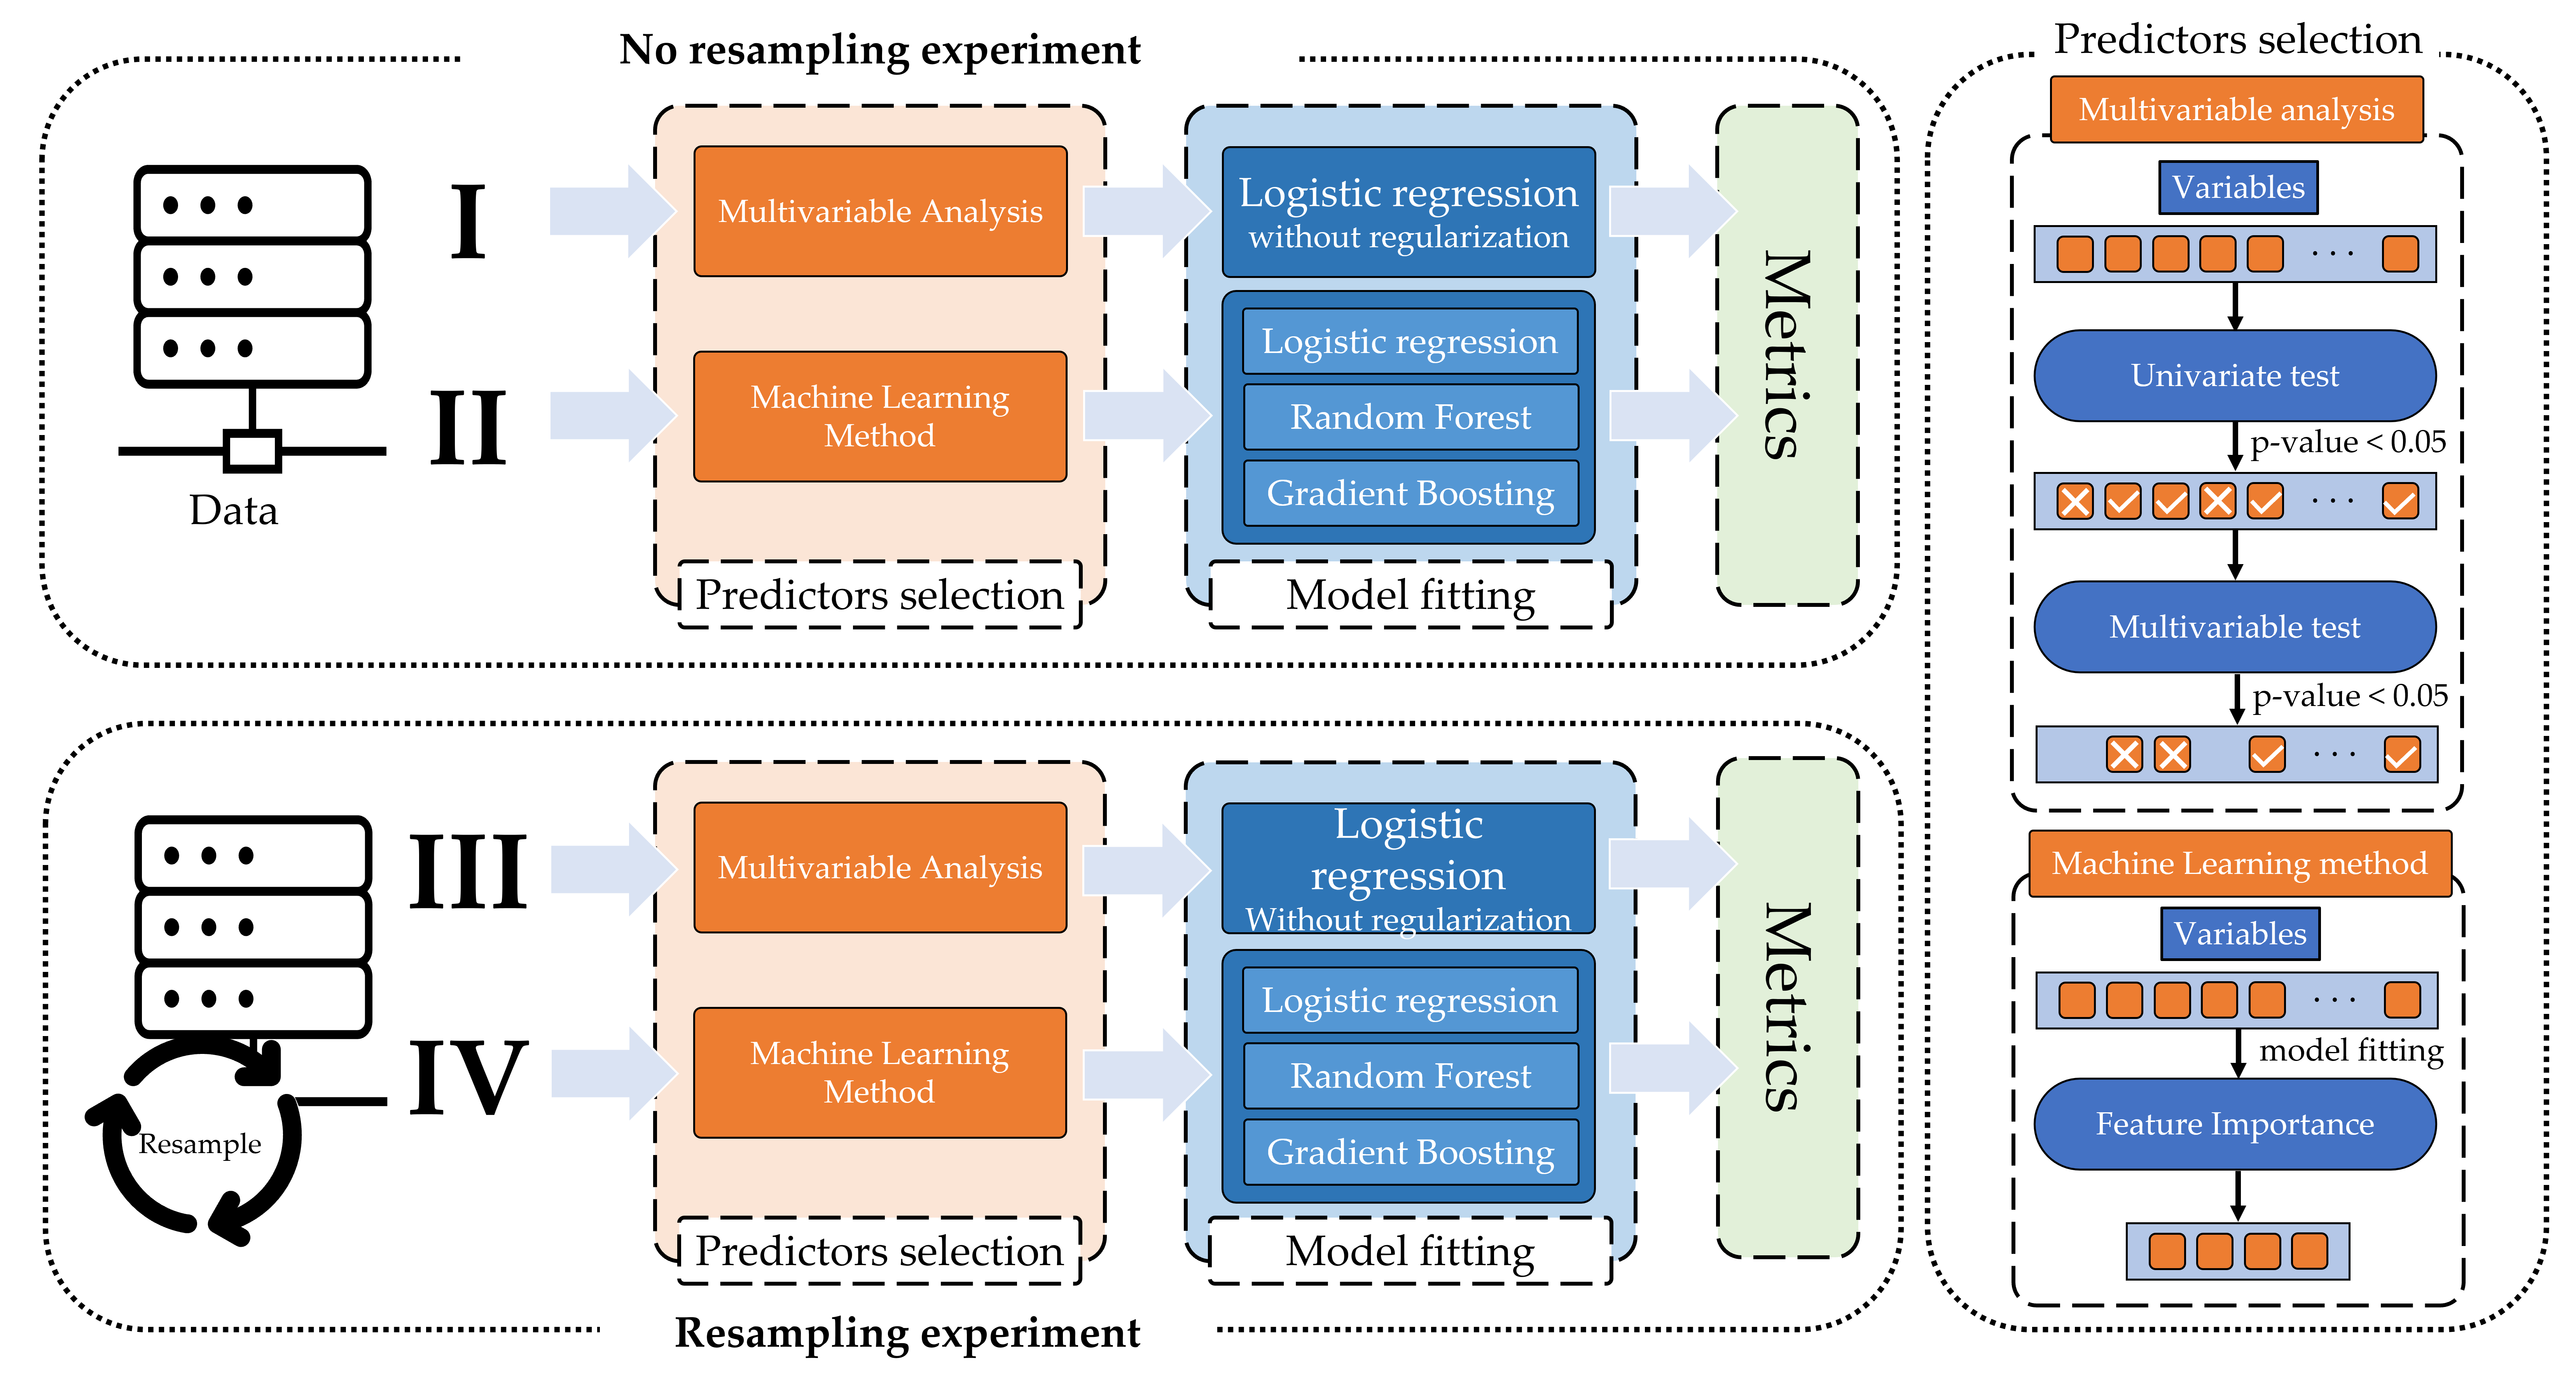 No resampling experiment
I
II
Data
Multivariable Analysis
Machine Learning
Method
Predictors selection
Logistic regression
without regularization
Logistic regression
Random Forest
Gradient Boosting
Model fitting
Metrics
III
IV
Resample
Multivariable Analysis
Machine Learning
Method
Predictors selection
Logistic
regression
Without regularization
Logistic regression
Random Forest
Gradient Boosting
Model fitting
Metrics
Resampling experiment
Predictors selection
Multivariable analysis
Variables
. . .
Univariate test
p-value < 0.05
. . .
Multivariable test
p-value < 0.05
. . .
Machine Learning method
Variables
. . .
model fitting
Feature Importance